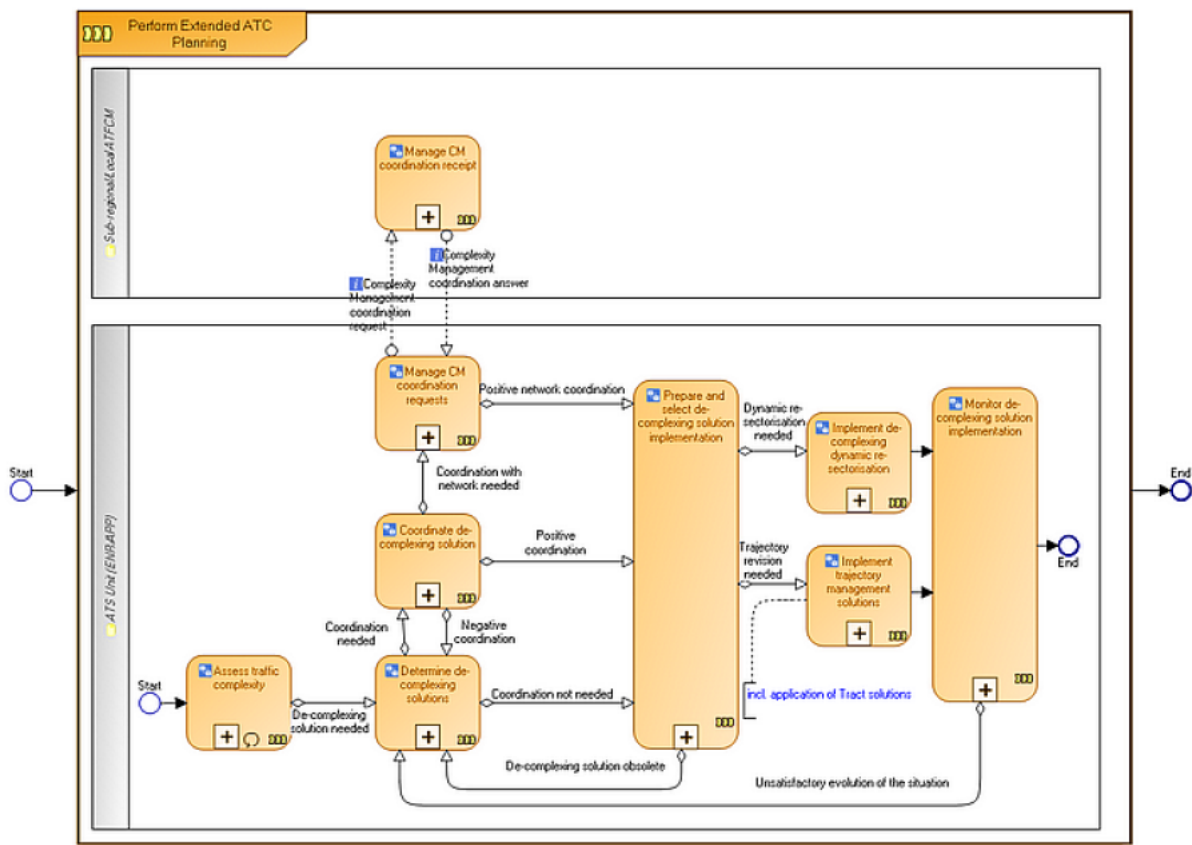 Perform Extended ATC
Planning
Sub-regional/Local ATFCM
Manage CM
coordination receipt
Complexity
Management
coordination answer
Complexity
Management
coordination
request
ATS Unit (ENR/APP)
Manage CM
coordination
requests
Positive network coordination
Prepare and
select de-
complexing solution
implementation
Dynamic re-
sectorisation
needed
Implement de-
complexing
dynamic re-
sectorisation
Monitor de-
complexing solution
implementation
Start
End
Coordination with
network needed
Coordinate de-
complexing solution
Positive
coordination
Trajectory
revision
needed
Implement
trajectory
management
solutions
End
Coordination
needed
Negative
coordination
Start
Assess traffic
complexity
De-complexing
solution needed
Determine de-
complexing
solutions
Coordination not needed
incl. application of Tract solutions
De-complexing solution obsolete
Unsatisfactory evolution of the situation